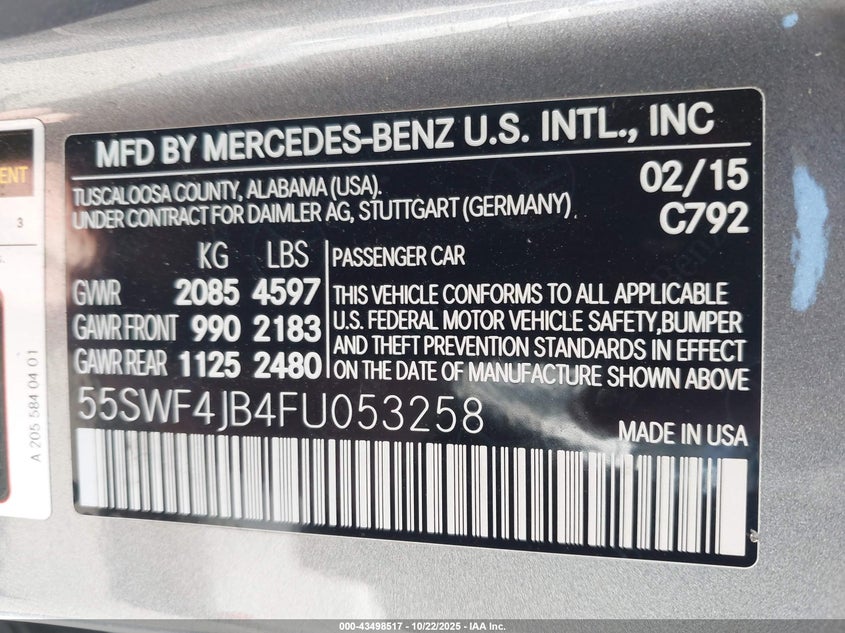 MFD BY MERCEDES-BENZ U.S. INTL., INC
TUSCALOOSA COUNTY, ALABAMA (USA).
UNDER CONTRACT FOR DAIMLER AG, STUTTGART (GERMANY)
02/15
C792
KG LBS
GVWR 2085 4597
GAWR FRONT 990 2183
GAWR REAR 1125 2480
PASSENGER CAR
THIS VEHICLE CONFORMS TO ALL APPLICABLE
U.S. FEDERAL MOTOR VEHICLE SAFETY,BUMPER
AND THEFT PREVENTION STANDARDS IN EFFECT
ON THE DATE OF MANUFACTURE SHOWN ABOVE
55SWF4JB4FU053258
MADE IN USA
3
A 205 584 04 01
000-43498517 - 10/22/2025 - IAA Inc.